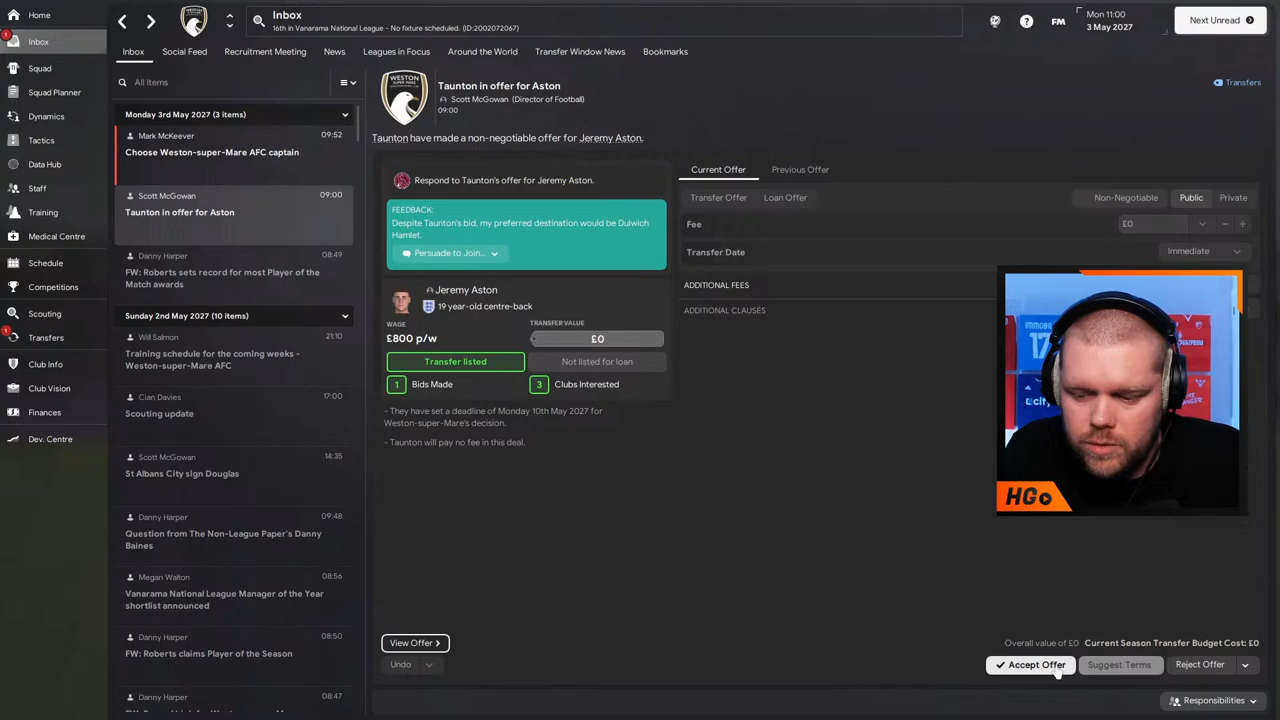 Home
Inbox
16th in Vanarama National League - No fixture scheduled. (ID:2002072067)
Mon 11:00
3 May 2027
FM
Next Unread
1
Inbox
Inbox
Social Feed
Recruitment Meeting
News
Leagues in Focus
Around the World
Transfer Window News
Bookmarks
Squad
Squad Planner
Dynamics
Tactics
Data Hub
Staff
Training
Medical Centre
Schedule
Competitions
Scouting
1
Transfers
Club Info
Club Vision
Finances
Dev. Centre
All Items
Monday 3rd May 2027 (3 items)
Mark McKeever 09:52
Choose Weston-super-Mare AFC captain
Scott McGowan 09:00
Taunton in offer for Aston
Danny Harper 08:49
FW: Roberts sets record for most Player of the
Match awards
Sunday 2nd May 2027 (10 items)
Will Salmon 21:10
Training schedule for the coming weeks -
Weston-super-Mare AFC
Cian Davies 17:00
Scouting update
Scott McGowan 14:35
St Albans City sign Douglas
Danny Harper 09:48
Question from The Non-League Paper's Danny
Baines
Megan Walton 08:56
Vanarama National League Manager of the Year
shortlist announced
Danny Harper 08:50
FW: Roberts claims Player of the Season
Danny Harper 08:47
WESTON
SUPER MARE
Taunton in offer for Aston
Scott McGowan (Director of Football)
09:00
Transfers
Taunton have made a non-negotiable offer for Jeremy Aston.
Respond to Taunton's offer for Jeremy Aston.
FEEDBACK:
Despite Taunton's bid, my preferred destination would be Dulwich
Hamlet.
Persuade to Join...
Jeremy Aston
19 year-old centre-back
WAGE
£800 p/w
TRANSFER VALUE
£0
Transfer listed
Not listed for loan
1 Bids Made
3 Clubs Interested
- They have set a deadline of Monday 10th May 2027 for
Weston-super-Mare's decision.
- Taunton will pay no fee in this deal.
Current Offer
Previous Offer
Transfer Offer
Loan Offer
Non-Negotiable
Public
Private
Fee
£0
Transfer Date
Immediate
ADDITIONAL FEES
ADDITIONAL CLAUSES
HGo
View Offer
Undo
Overall value of £0 Current Season Transfer Budget Cost: £0
Accept Offer
Suggest Terms
Reject Offer
Responsibilities